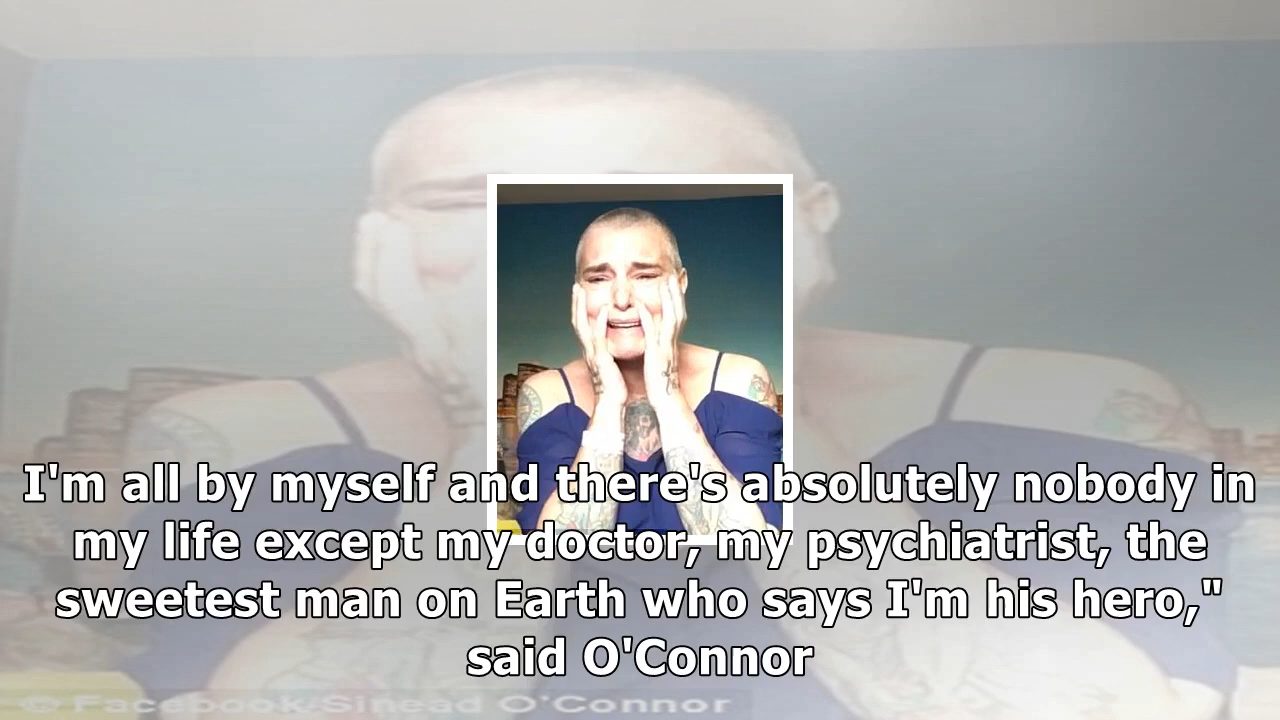 I'm all by myself and there's absolutely nobody in
my life except my doctor, my psychiatrist, the
sweetest man on Earth who says I'm his hero,"
said O'Connor
© Facebook/Sinead O'Connor